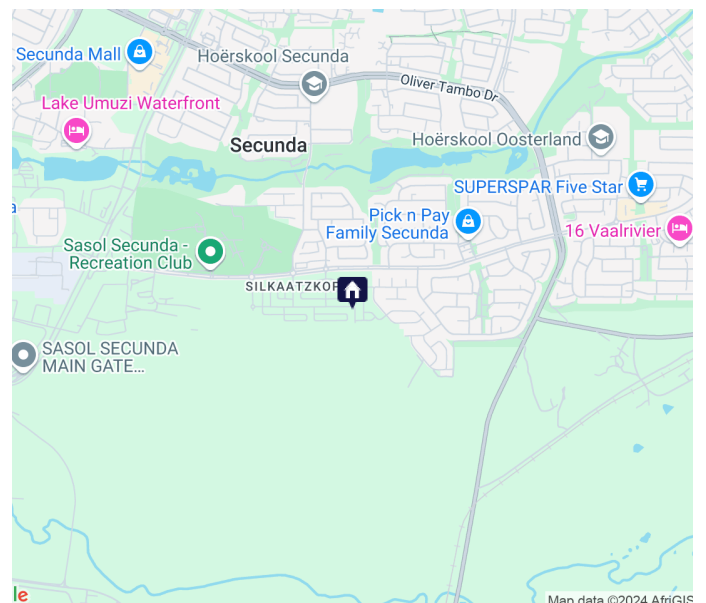 Secunda Mall
Hoërskool Secunda
Oliver Tambo Dr
Lake Umuzi Waterfront
Secunda
Hoërskool Oosterland
SUPERSPAR Five Star
a
Pick n Pay
Family Secunda
16 Vaalrivier
Sasol Secunda -
Recreation Club
SILKAATZKOP
SASOL SECUNDA
MAIN GATE...
le
Map data ©2024 AfriGIS